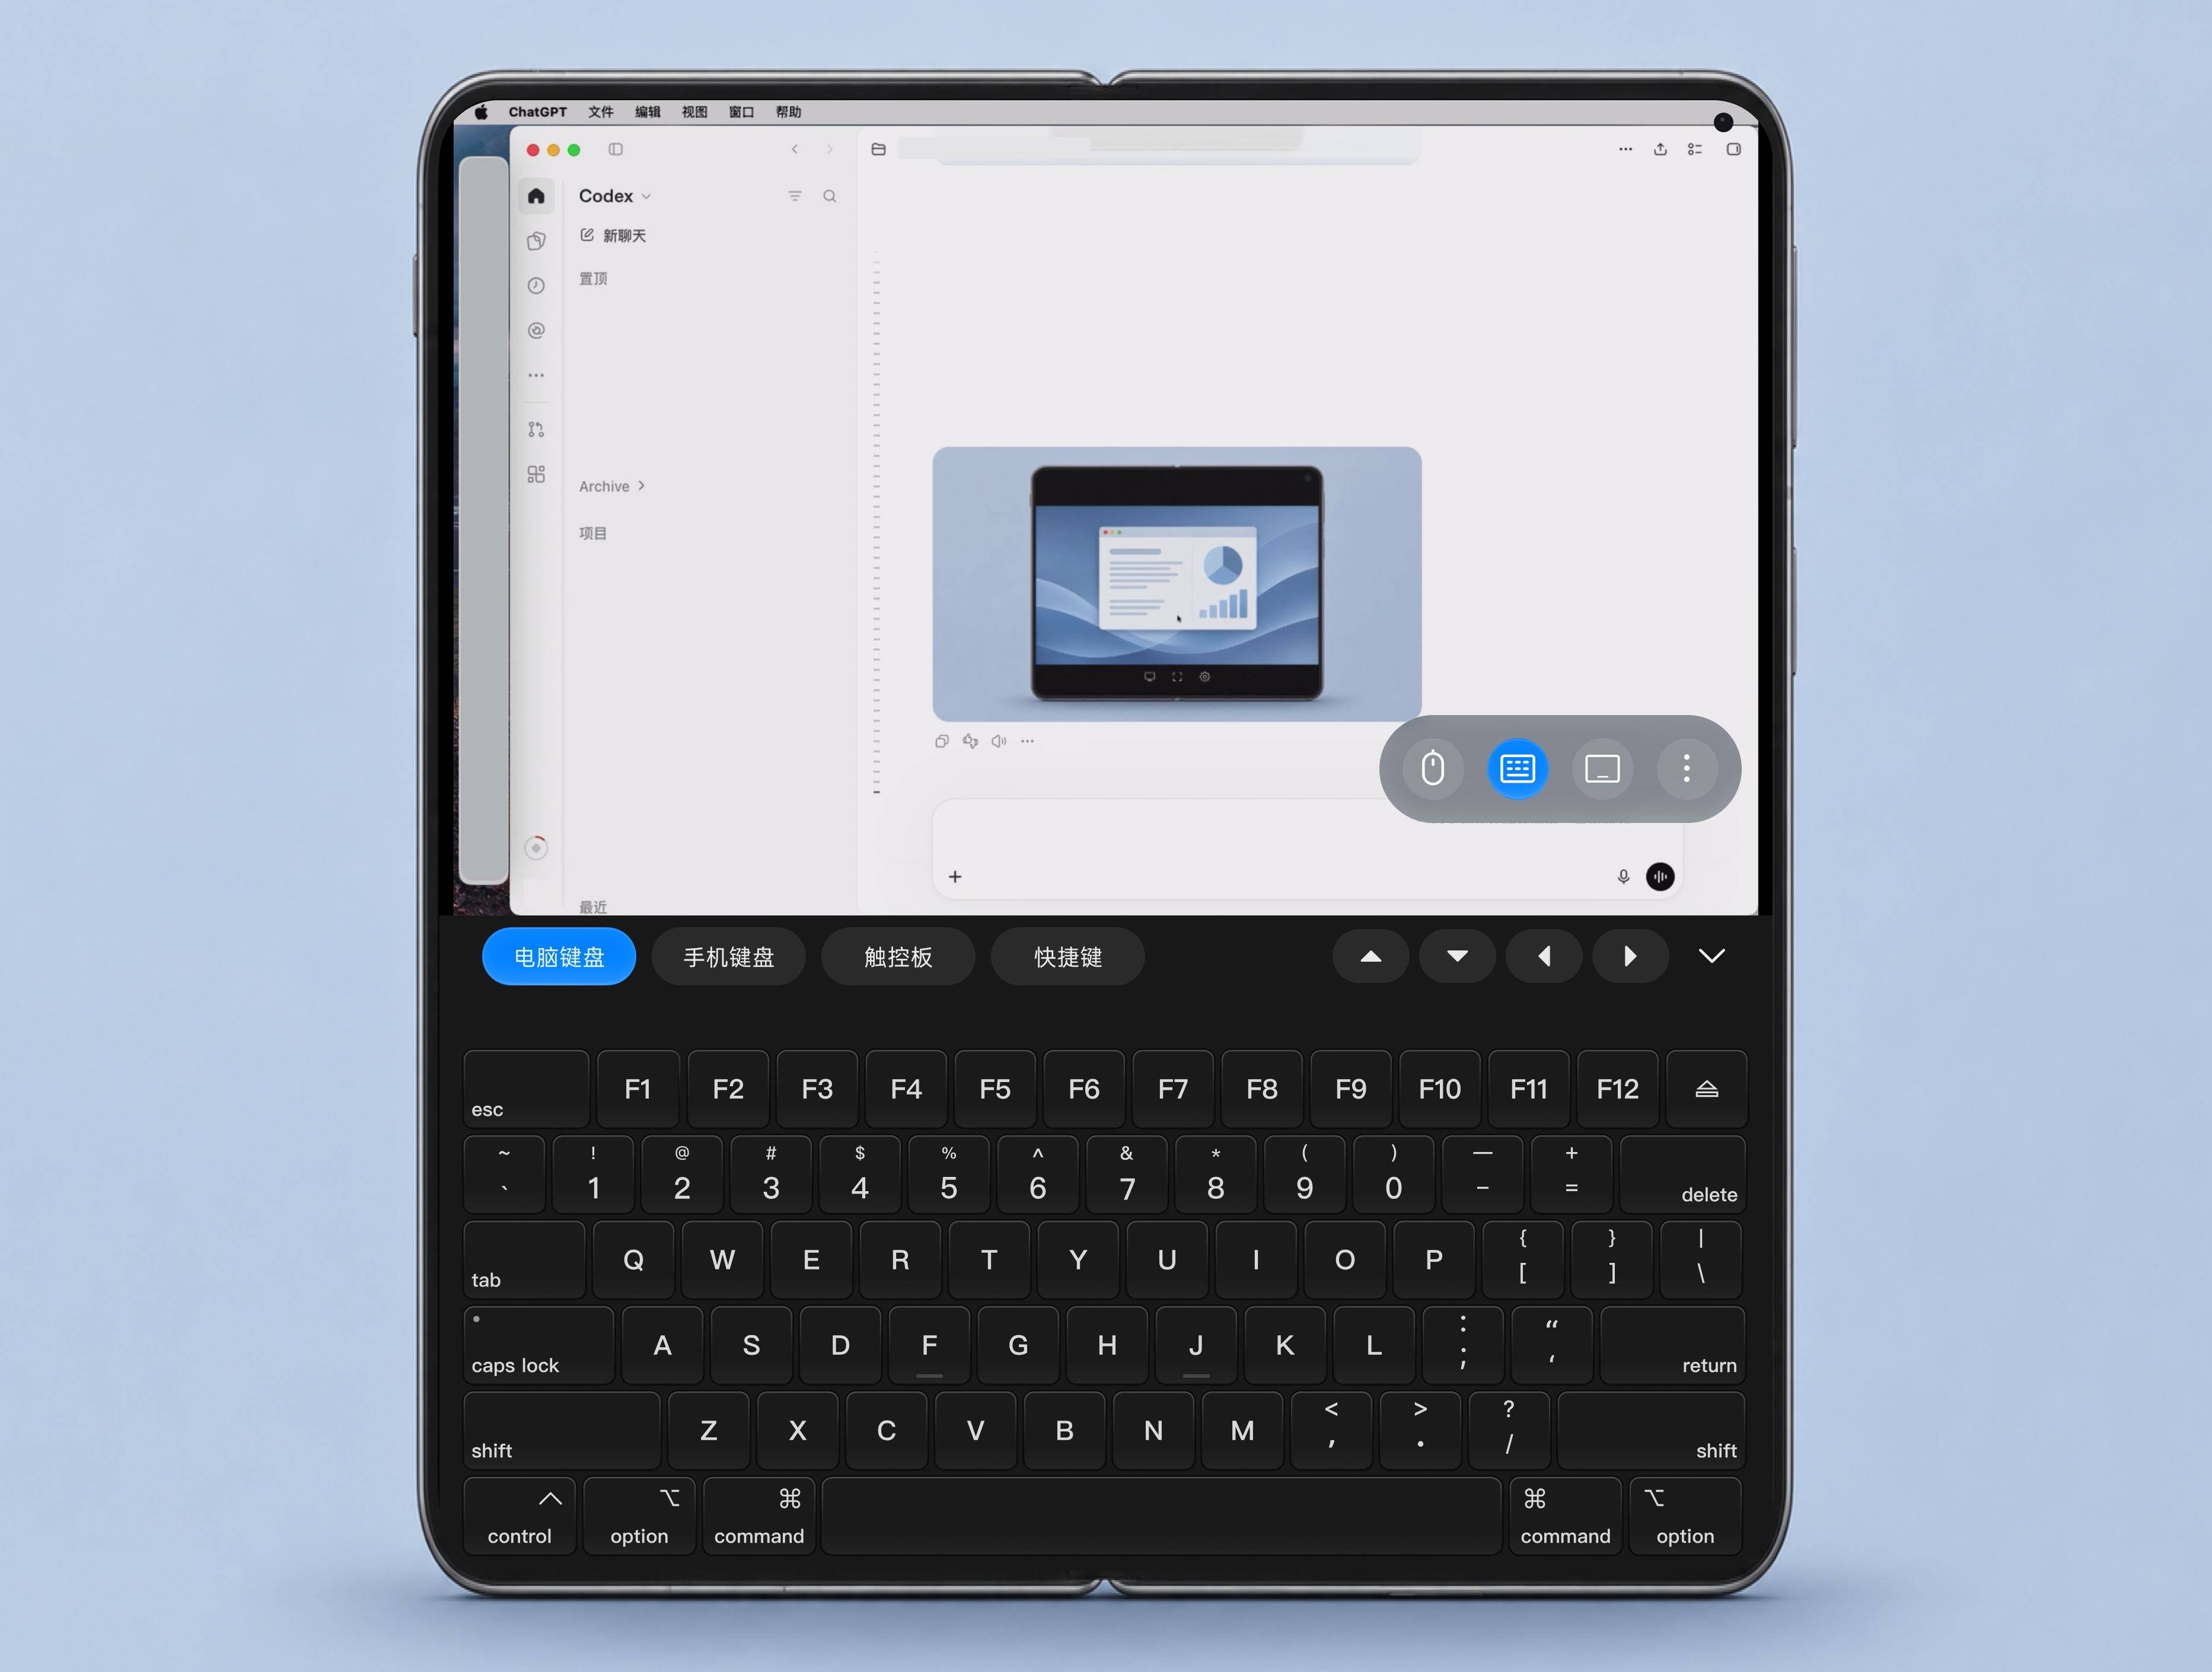 ChatGPT 文件 编辑 视图 窗口 帮助
Codex
新聊天
置顶
Archive
项目
最近
电脑键盘 手机键盘 触控板 快捷键
esc F1 F2 F3 F4 F5 F6 F7 F8 F9 F10 F11 F12
~ ! @ # $ % ^ & * ( ) — +
` 1 2 3 4 5 6 7 8 9 0 - = delete
tab Q W E R T Y U I O P { [ } ] | \
caps lock A S D F G H J K L : ; “ ‘ return
shift Z X C V B N M < , > . ? / shift
⌥ ⌘ ⌘ ⌥
control option command command option